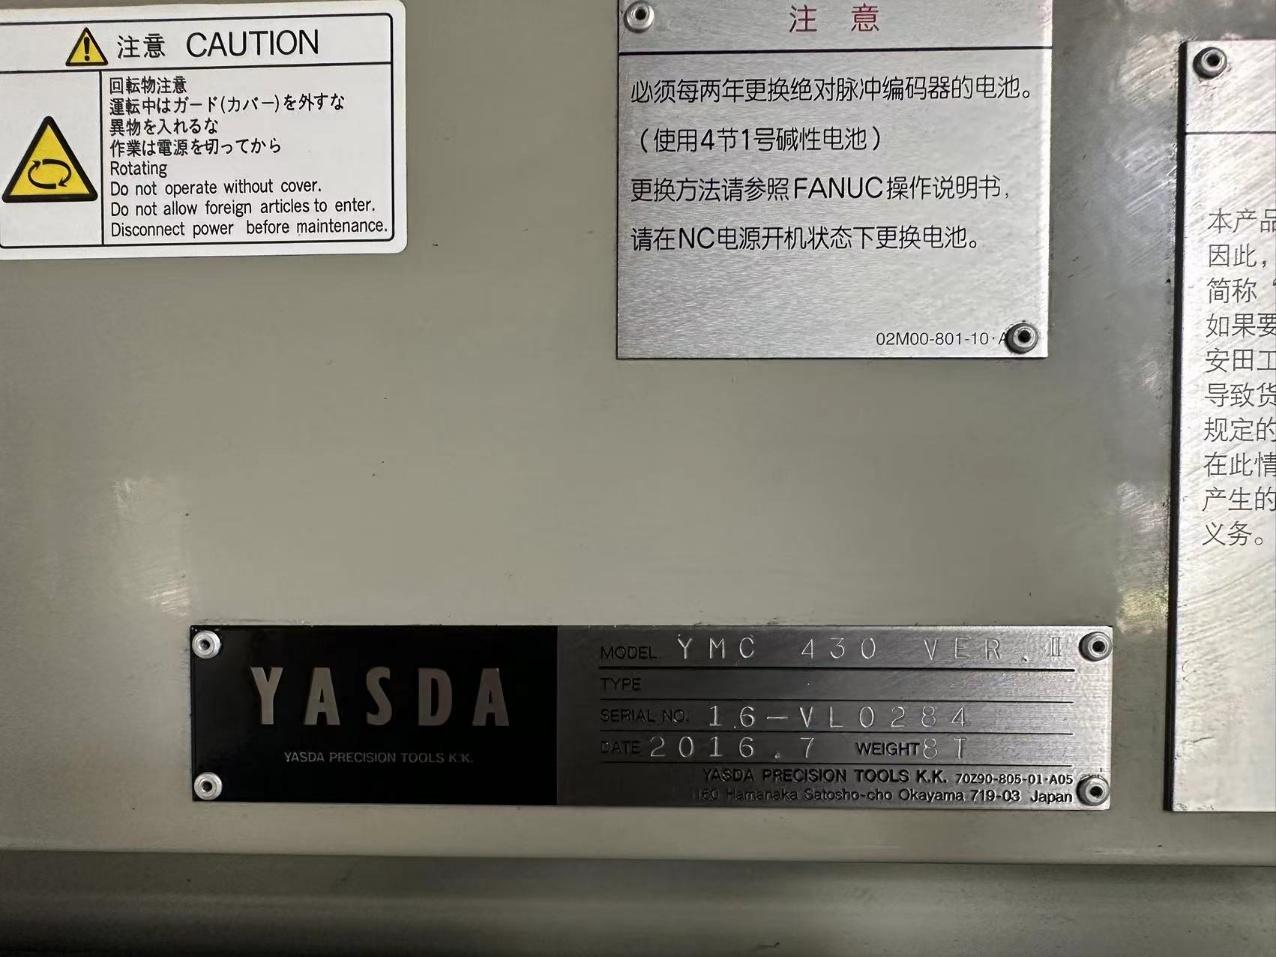 注意 CAUTION
回転物注意
運転中はガード(カバー)を外すな
異物を入れるな
作業は電源を切ってから
Rotating
Do not operate without cover.
Do not allow foreign articles to enter.
Disconnect power before maintenance.
注 意
必须每两年更换绝对脉冲编码器的电池。
(使用4节1号碱性电池)
更换方法请参照FANUC操作说明书,
请在NC电源开机状态下更换电池。
02M00-801-10·A
本产品
因此,
简称
如果要
安田工
导致货
规定的
在此情
产生的
义务。
YASDA
YASDA PRECISION TOOLS K.K.
MODEL YMC 430 VER.II
TYPE
SERIAL NO. 16-VL0284
DATE 2016.7 WEIGHT 8T
YASDA PRECISION TOOLS K.K. 70Z90-805-01-A05
1160 Hamanaka Satosho-cho Okayama 719-03 Japan